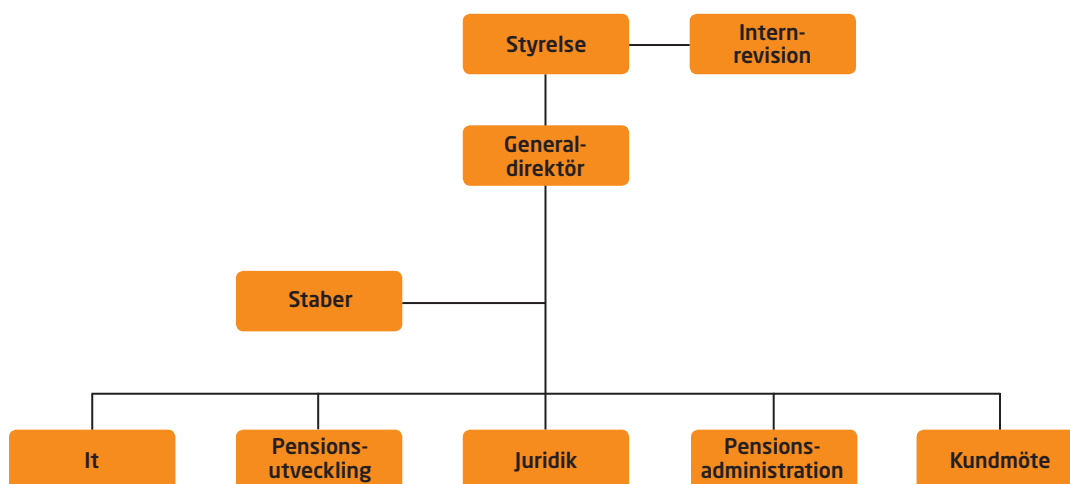 Styrelse
Intern-
revision
General-
direktör
Staber
It
Pensions-
utveckling
Juridik
Pensions-
administration
Kundmöte